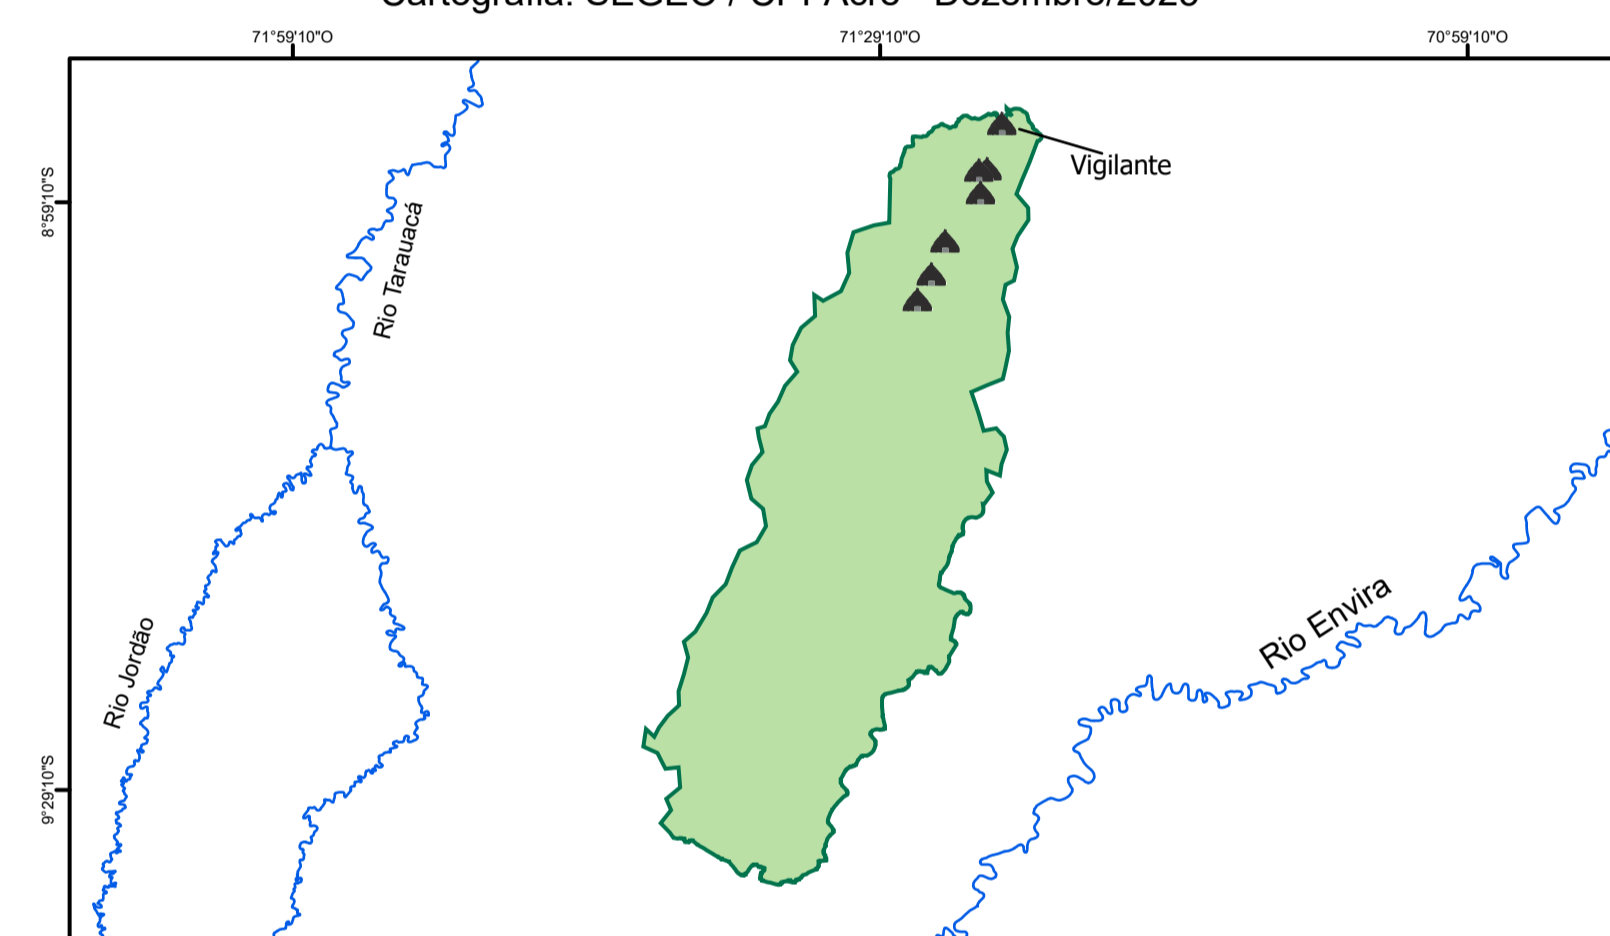 71°59'10"O
71°29'10"O
70°59'10"O
Vigilante
8°59'10"S
Rio Tarauacá
Rio Envira
Rio Jordão
9°29'10"S